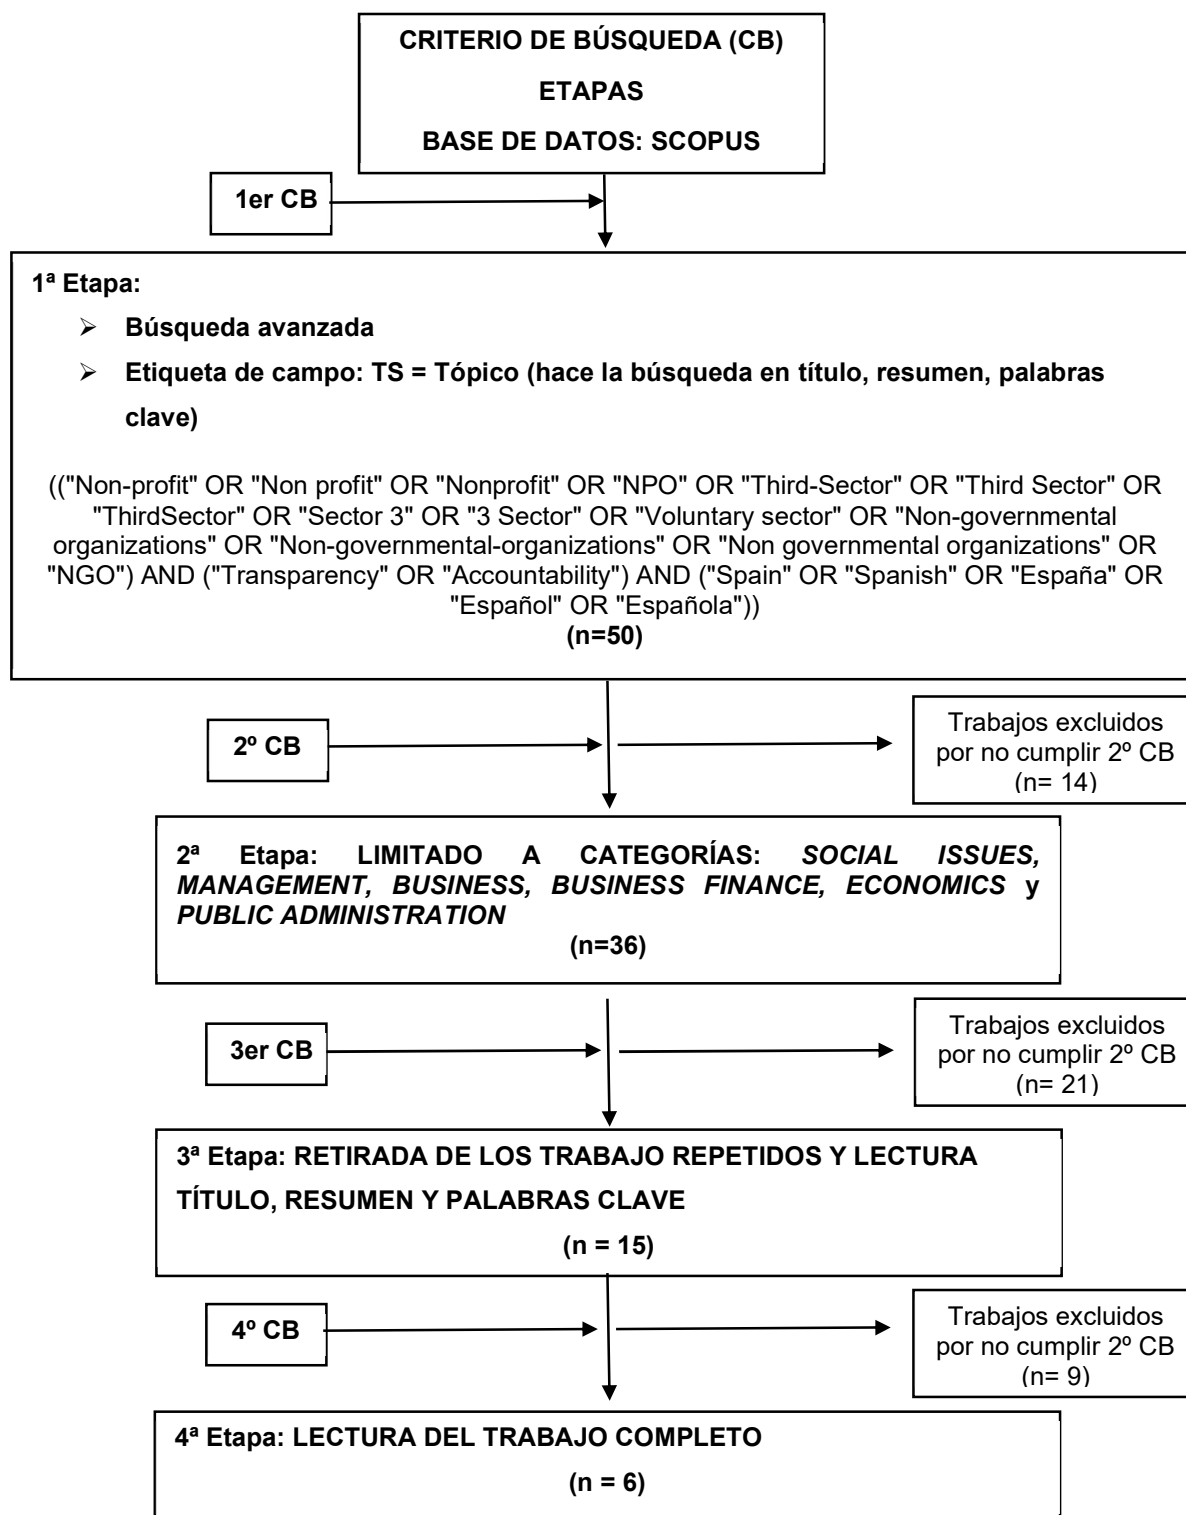 CRITERIO DE BÚSQUEDA (CB)
ETAPAS
BASE DE DATOS: SCOPUS
1er CB
1ª Etapa:
➢ Búsqueda avanzada
➢ Etiqueta de campo: TS = Tópico (hace la búsqueda en título, resumen, palabras
clave)
(("Non-profit" OR "Non profit" OR "Nonprofit" OR "NPO" OR "Third-Sector" OR "Third Sector" OR
"ThirdSector" OR "Sector 3" OR "3 Sector" OR "Voluntary sector" OR "Non-governmental
organizations" OR "Non-governmental-organizations" OR "Non governmental organizations" OR
"NGO") AND ("Transparency" OR "Accountability") AND ("Spain" OR "Spanish" OR "España" OR
"Español" OR "Española"))
(n=50)
2º CB
Trabajos excluidos
por no cumplir 2º CB
(n= 14)
2ª Etapa: LIMITADO A CATEGORÍAS: SOCIAL ISSUES,
MANAGEMENT, BUSINESS, BUSINESS FINANCE, ECONOMICS y
PUBLIC ADMINISTRATION
(n=36)
3er CB
Trabajos excluidos
por no cumplir 2º CB
(n= 21)
3ª Etapa: RETIRADA DE LOS TRABAJO REPETIDOS Y LECTURA
TÍTULO, RESUMEN Y PALABRAS CLAVE
(n = 15)
4º CB
Trabajos excluidos
por no cumplir 2º CB
(n= 9)
4ª Etapa: LECTURA DEL TRABAJO COMPLETO
(n = 6)